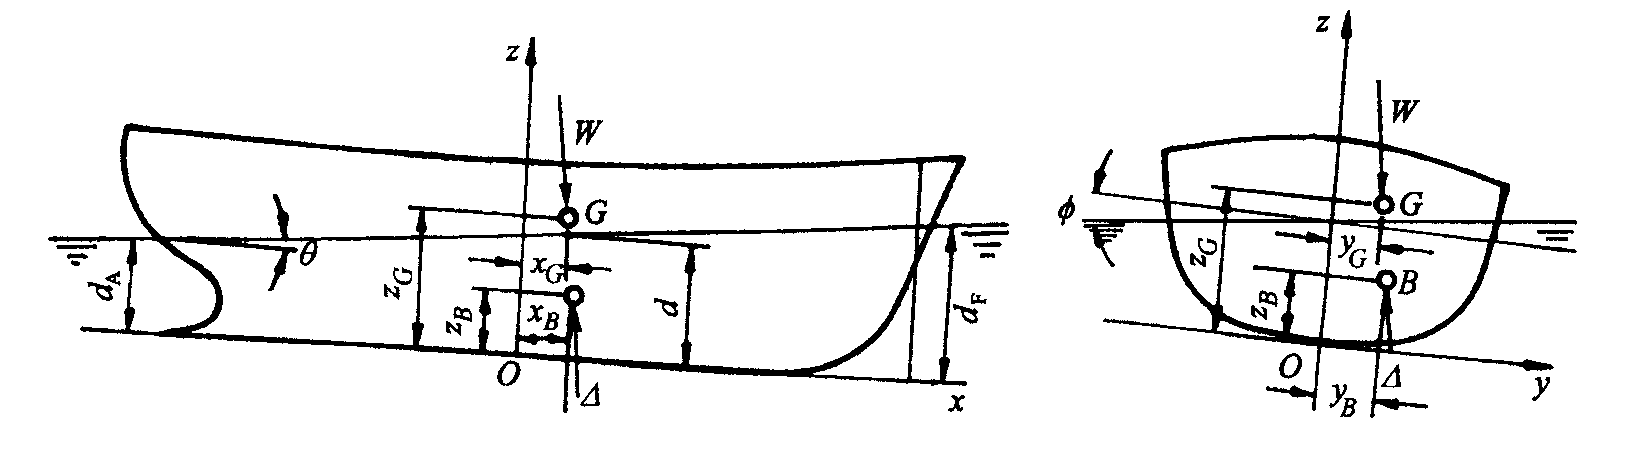 z
W
G
θ
d_A
z_G
x_G
z_B
x_B
d
d_F
O
Δ
x
z
W
ϕ
G
z_G
y_G
z_B
B
O
Δ
y_B
y